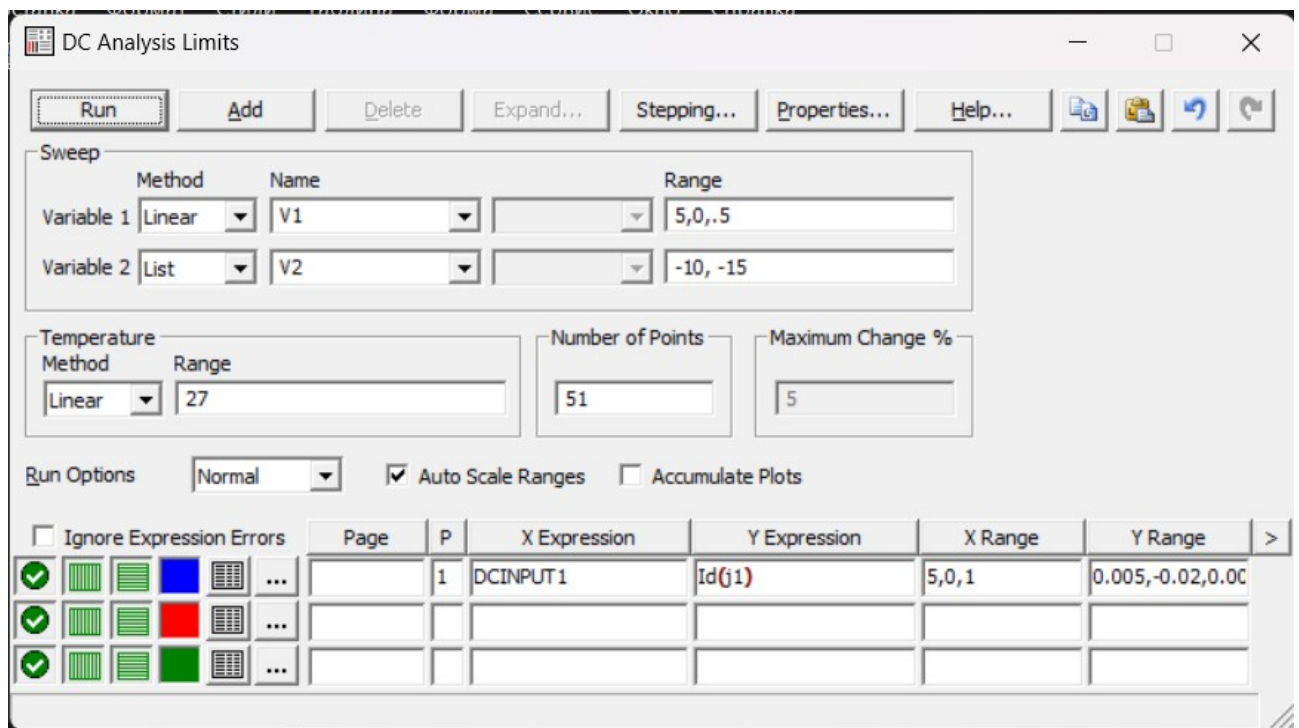 DC Analysis Limits
Run Add Delete Expand... Stepping... Properties... Help...
Sweep
Method Name Range
Variable 1 Linear V1 5,0,.5
Variable 2 List V2 -10, -15
Temperature Number of Points Maximum Change %
Method Range
Linear 27 51 5
Run Options Normal Auto Scale Ranges Accumulate Plots
Ignore Expression Errors Page P X Expression Y Expression X Range Y Range >
... 1 DCINPUT1 Id(j1) 5,0,1 0.005,-0.02,0.00
...
...